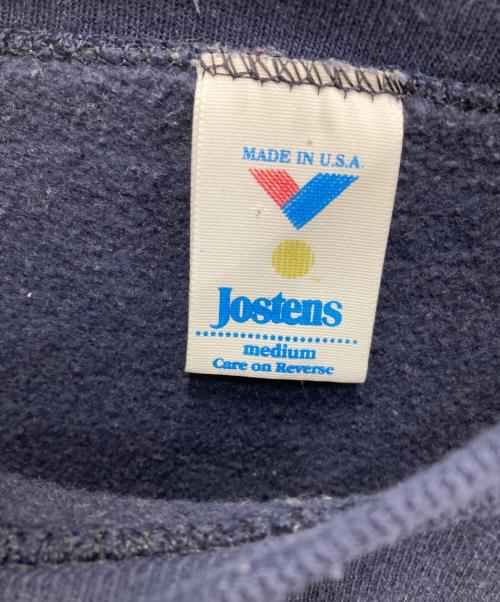 MADE IN U.S.A.
Jostens
medium
Care on Reverse